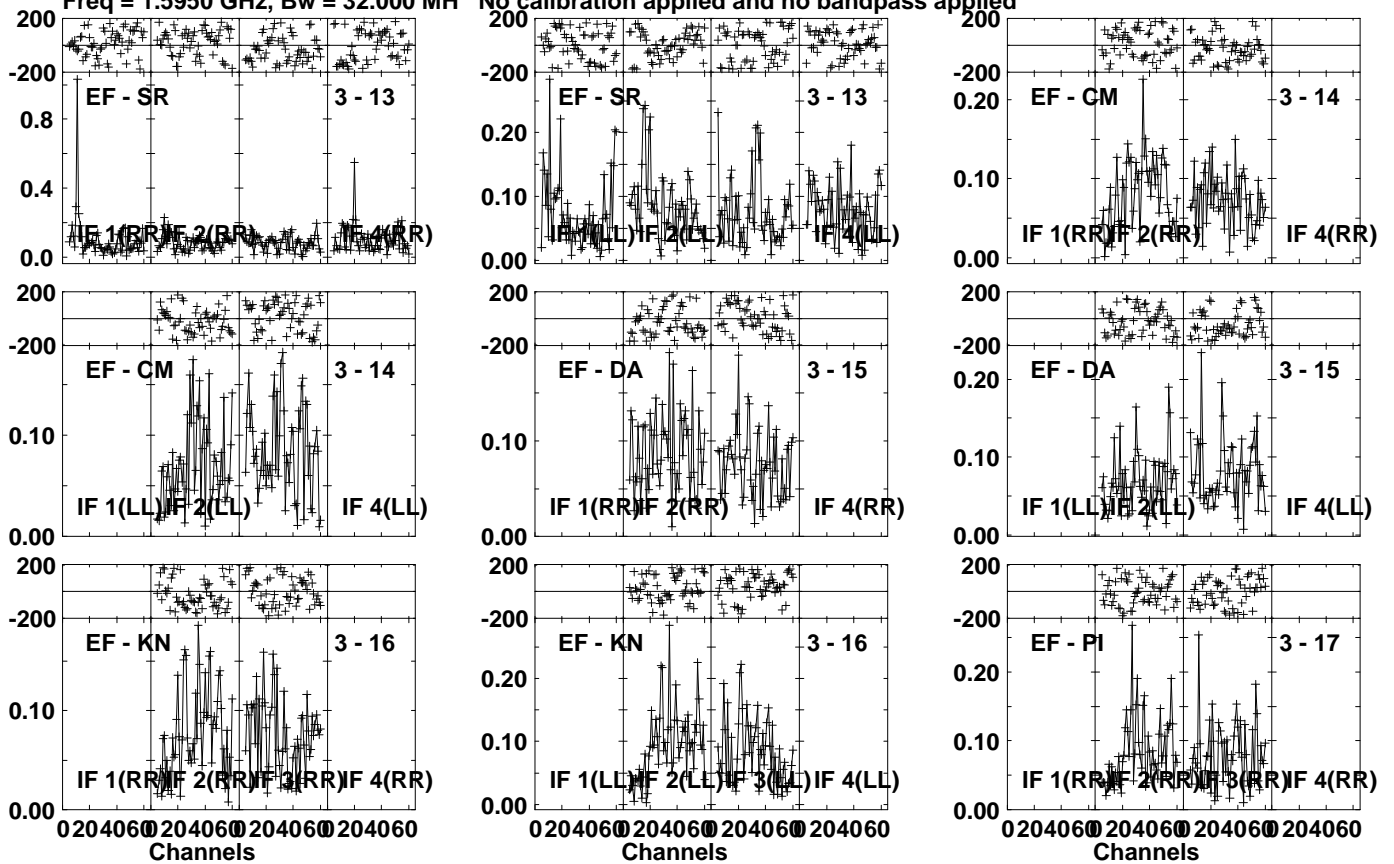 Freq = 1.5950 GHz, Bw = 32.000 MH No calibration applied and no bandpass applied
200 200 200
-200 -200 -200
EF - SR 3 - 13 EF - SR 3 - 13 EF - CM 3 - 14
0.8 0.20 0.20
0.4 0.10 0.10
IF 1(RR) IF 2(RR) IF 4(RR) IF 1(LL) IF 2(LL) IF 4(LL) IF 1(RR) IF 2(RR) IF 4(RR)
0.0 0.00 0.00
200 200 200
-200 -200 -200
EF - CM 3 - 14 EF - DA 3 - 15 EF - DA 3 - 15
0.20
0.10 0.10 0.10
IF 1(LL) IF 2(LL) IF 4(LL) IF 1(RR) IF 2(RR) IF 4(RR) IF 1(LL) IF 2(LL) IF 4(LL)
0.00 0.00 0.00
200 200 200
-200 -200 -200
EF - KN 3 - 16 EF - KN 3 - 16 EF - PI 3 - 17
0.20 0.20
0.10 0.10 0.10
IF 1(RR) IF 2(RR) IF 3(RR) IF 4(RR) IF 1(LL) IF 2(LL) IF 3(LL) IF 4(LL) IF 1(RR) IF 2(RR) IF 3(RR) IF 4(RR)
0.00 0.00 0.00
0 20 40 60 0 20 40 60 0 20 40 60 0 20 40 60 0 20 40 60 0 20 40 60 0 20 40 60 0 20 40 60 0 20 40 60 0 20 40 60 0 20 40 60 0 20 40 60
Channels Channels Channels